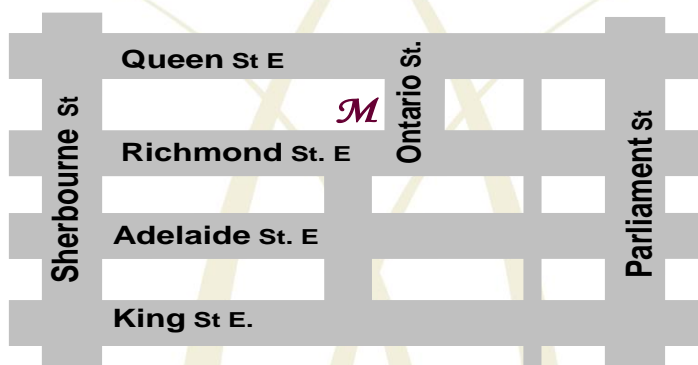 Queen St E
Ontario St.
M
Sherbourne St
Richmond St. E
Parliament St
Adelaide St. E
King St E.